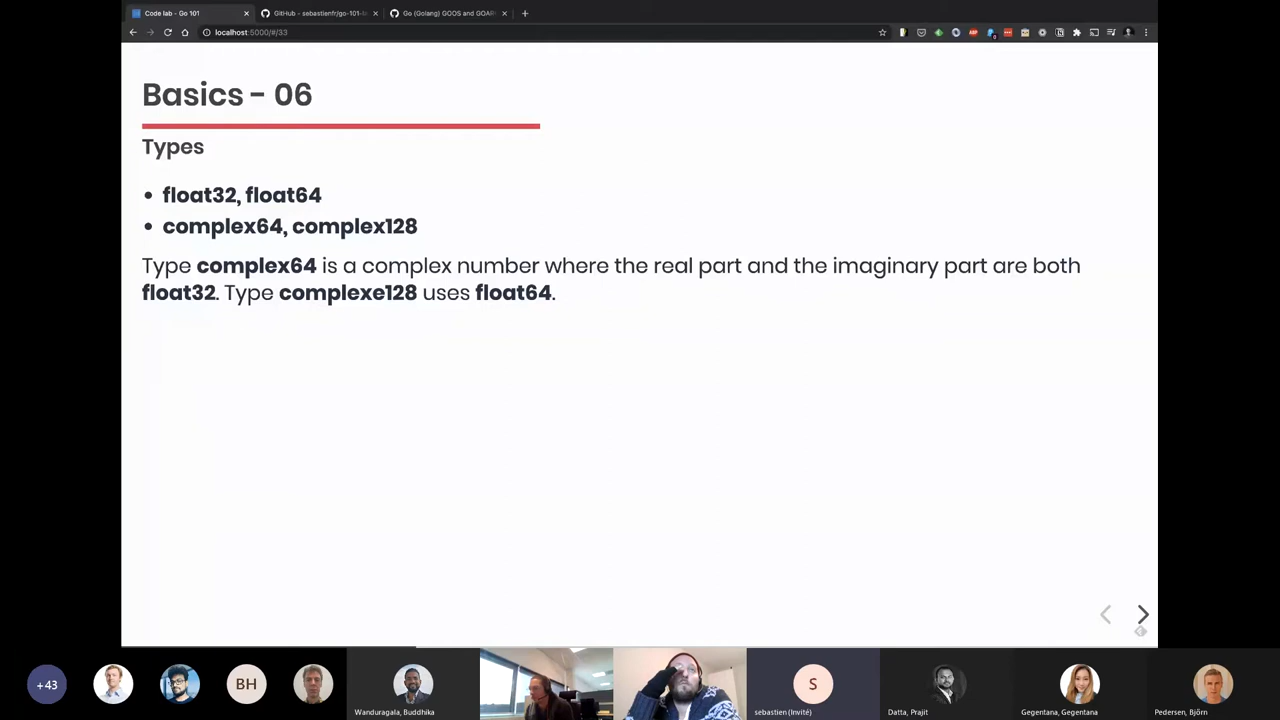 Code lab - Go 101
GitHub - sebastienfr/go-101-l
Go (Golang) GOOS and GOAR
localhost:5000/#/33
Basics - 06
Types
• float32, float64
• complex64, complex128
Type complex64 is a complex number where the real part and the imaginary part are both
float32. Type complexe128 uses float64.
+43
BH
S
Wanduragala, Buddhika
sebastien (Invité)
Datta, Prajit
Gegentana, Gegentana
Pedersen, Björn